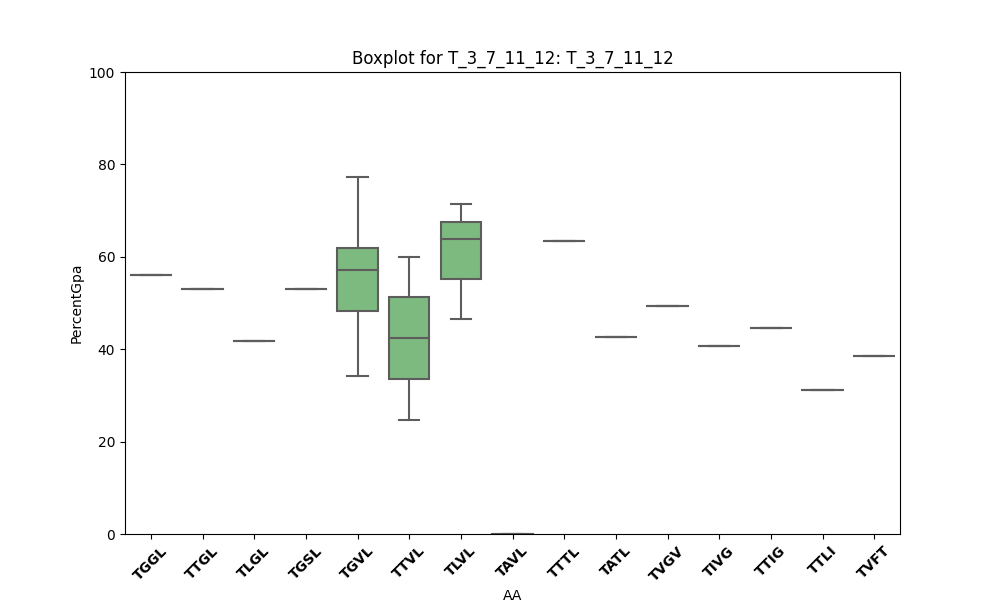 Boxplot for T_3_7_11_12: T_3_7_11_12
100
80
60
40
20
0
PercentGpa
TGGL TTGL TLGL TGSL TGVL TTVL TLVL TAVL TTTL TATL TVGV TIVG TTIG TTLI TVFT
AA